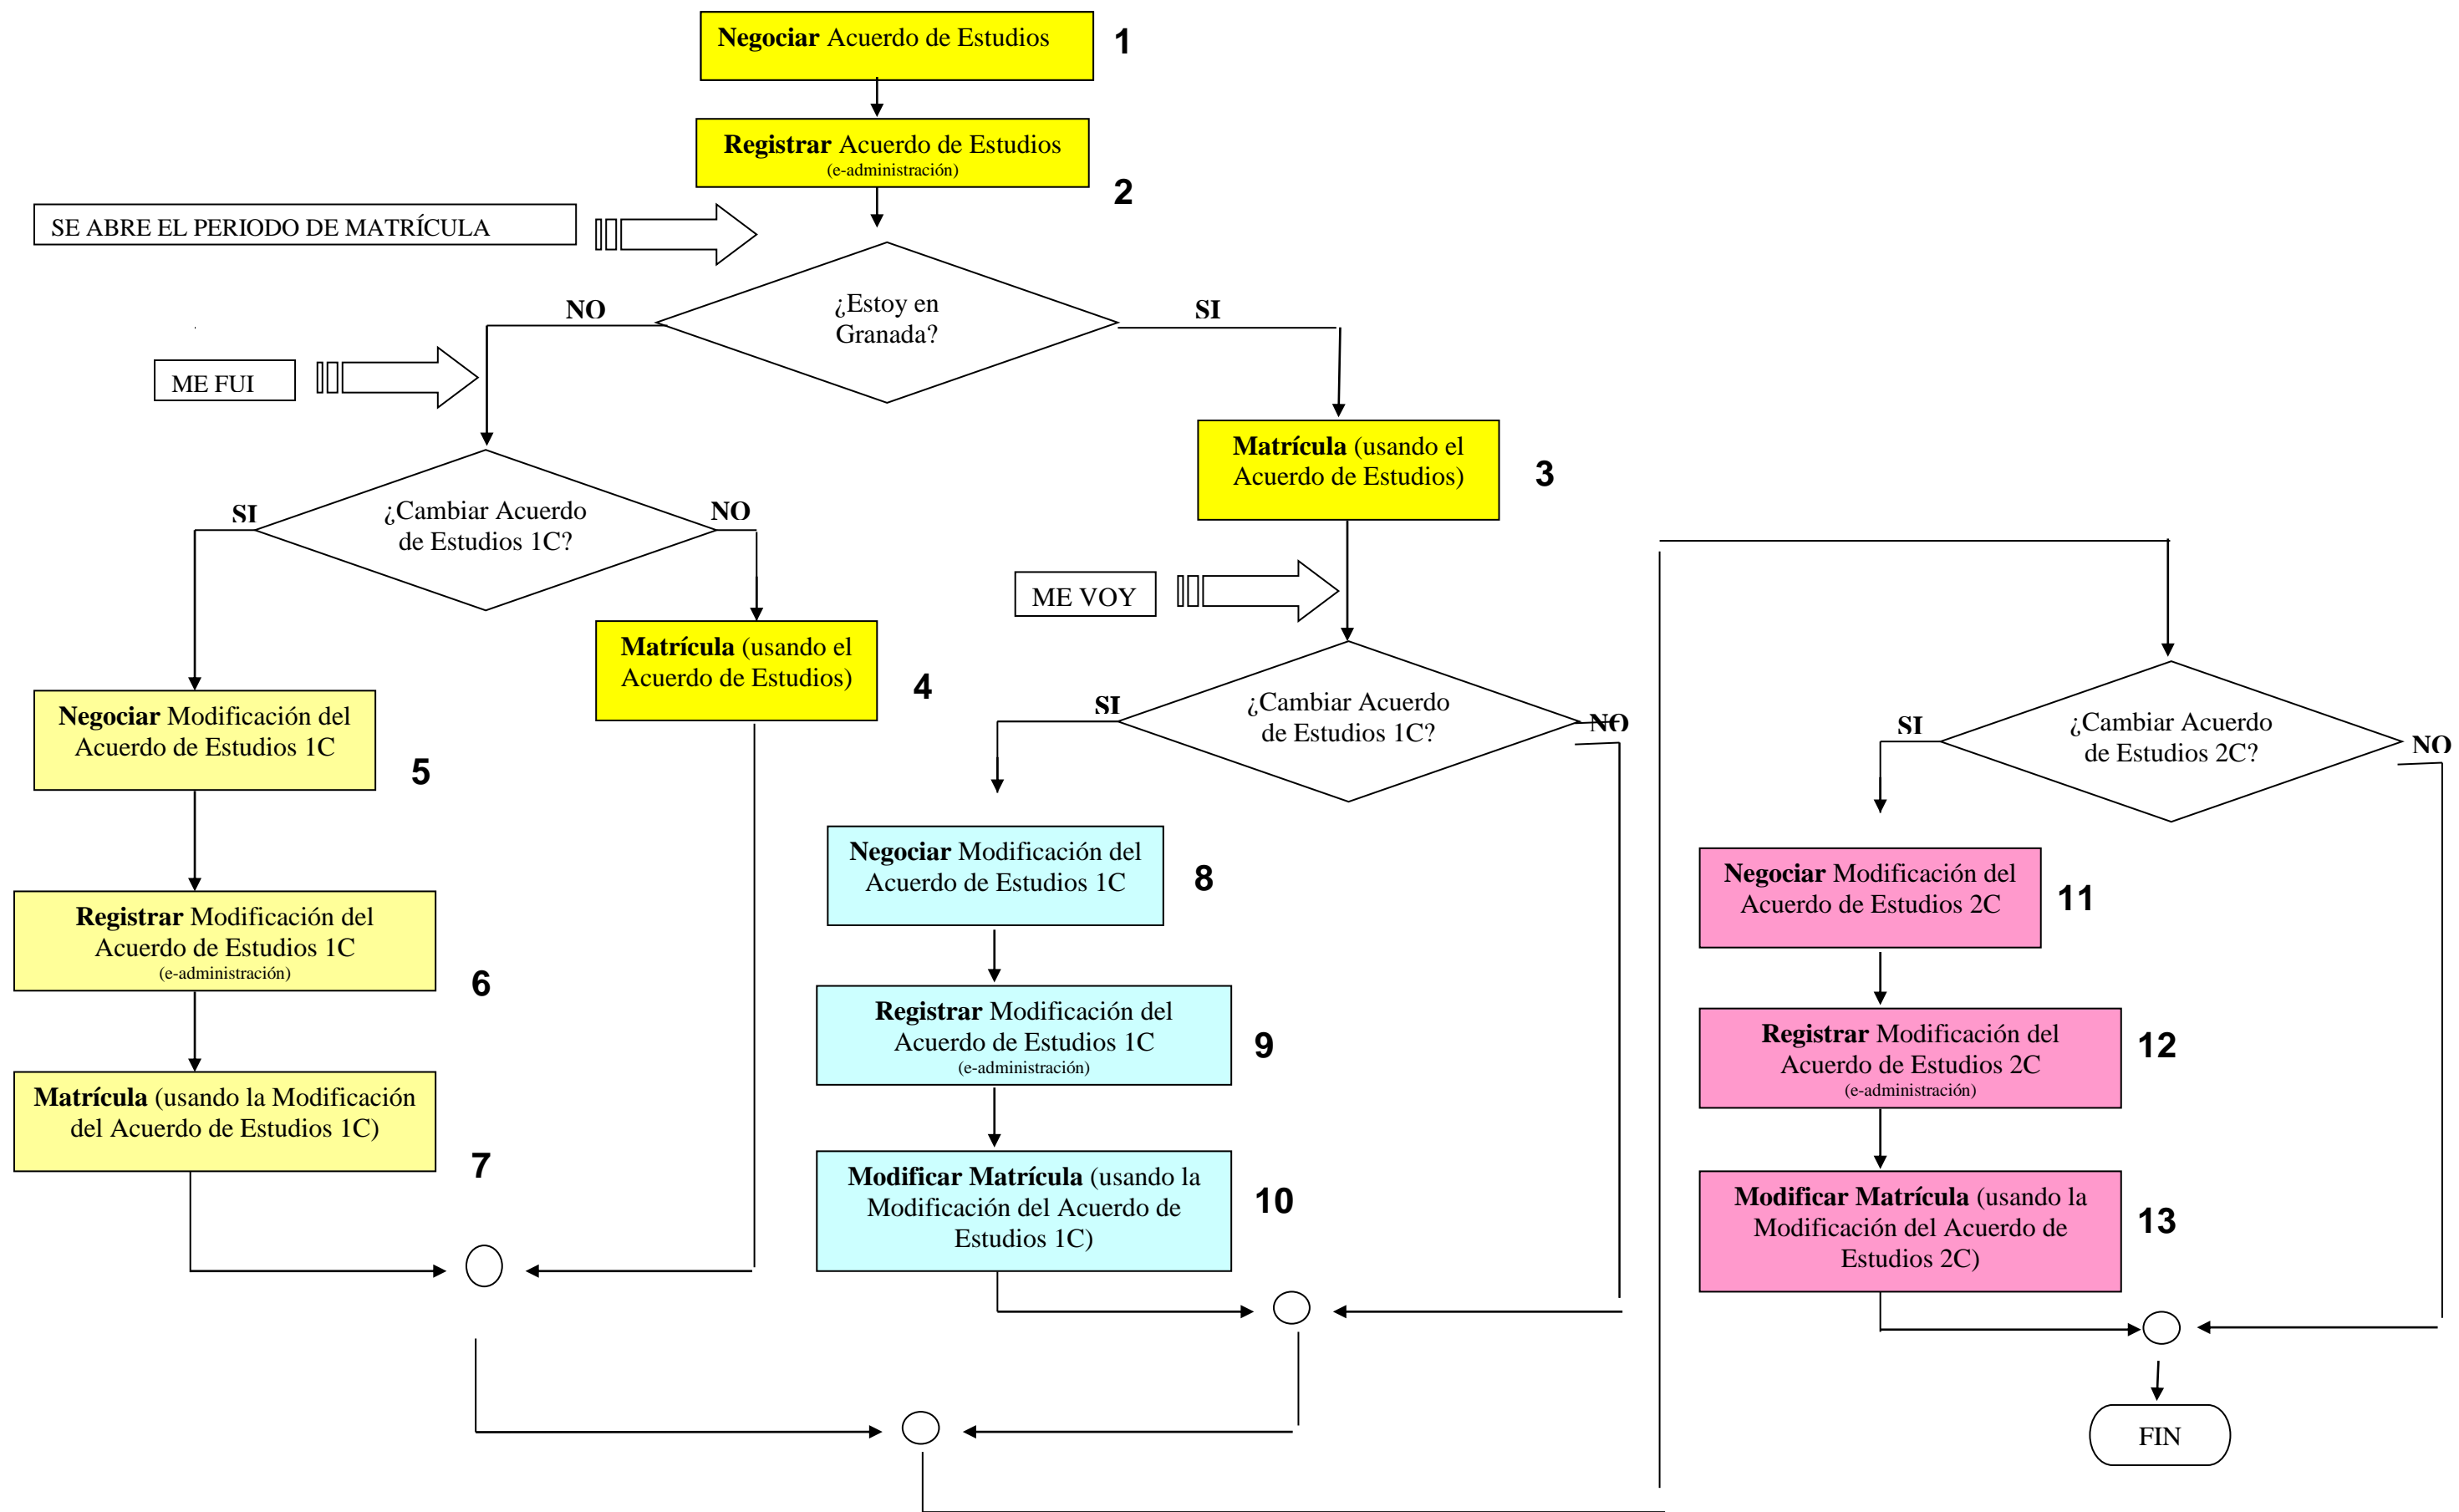 Negociar Acuerdo de Estudios
1
Registrar Acuerdo de Estudios
(e-administración)
2
SE ABRE EL PERIODO DE MATRÍCULA
¿Estoy en
Granada?
NO
SI
ME FUI
Matrícula (usando el
Acuerdo de Estudios)
3
¿Cambiar Acuerdo
de Estudios 1C?
SI
NO
ME VOY
Matrícula (usando el
Acuerdo de Estudios)
4
Negociar Modificación del
Acuerdo de Estudios 1C
5
Registrar Modificación del
Acuerdo de Estudios 1C
(e-administración)
6
Matrícula (usando la Modificación
del Acuerdo de Estudios 1C)
7
¿Cambiar Acuerdo
de Estudios 1C?
SI
NO
Negociar Modificación del
Acuerdo de Estudios 1C
8
Registrar Modificación del
Acuerdo de Estudios 1C
(e-administración)
9
Modificar Matrícula (usando la
Modificación del Acuerdo de
Estudios 1C)
10
¿Cambiar Acuerdo
de Estudios 2C?
SI
NO
Negociar Modificación del
Acuerdo de Estudios 2C
11
Registrar Modificación del
Acuerdo de Estudios 2C
(e-administración)
12
Modificar Matrícula (usando la
Modificación del Acuerdo de
Estudios 2C)
13
FIN